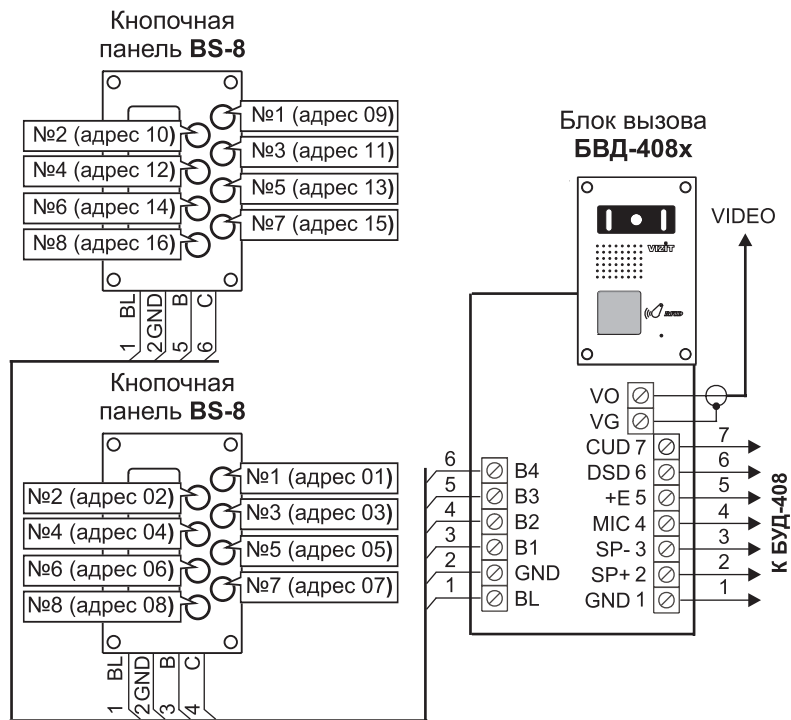 Кнопочная
панель BS-8
№1 (адрес 09)
№2 (адрес 10)
№3 (адрес 11)
№4 (адрес 12)
№5 (адрес 13)
№6 (адрес 14)
№7 (адрес 15)
№8 (адрес 16)
1 BL
2 GND
5 B
6 C
Кнопочная
панель BS-8
№1 (адрес 01)
№2 (адрес 02)
№3 (адрес 03)
№4 (адрес 04)
№5 (адрес 05)
№6 (адрес 06)
№7 (адрес 07)
№8 (адрес 08)
1 BL
2 GND
3 B
4 C
Блок вызова
БВД-408х
VIZIT
RFID
VIDEO
VO
VG
6 B4
5 B3
4 B2
3 B1
2 GND
1 BL
CUD 7 7
DSD 6 6
+E 5 5
MIC 4 4
SP- 3 3
SP+ 2 2
GND 1 1
К БУД-408